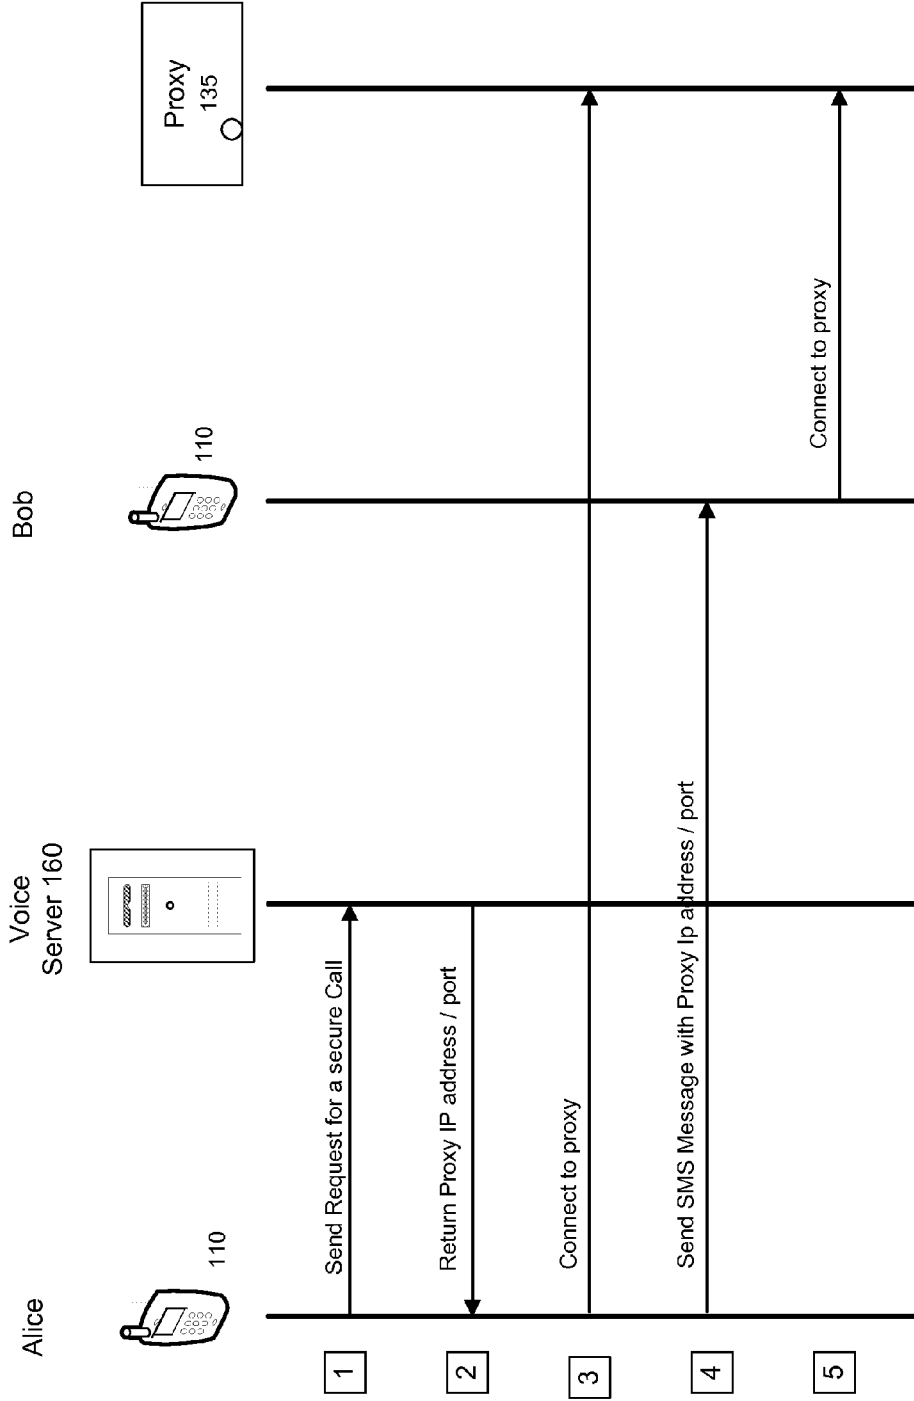 Alice
Voice
Server 160
Bob
Proxy
135
110
110
1
Send Request for a secure Call
2
Return Proxy IP address / port
3
Connect to proxy
4
Send SMS Message with Proxy Ip address / port
5
Connect to proxy